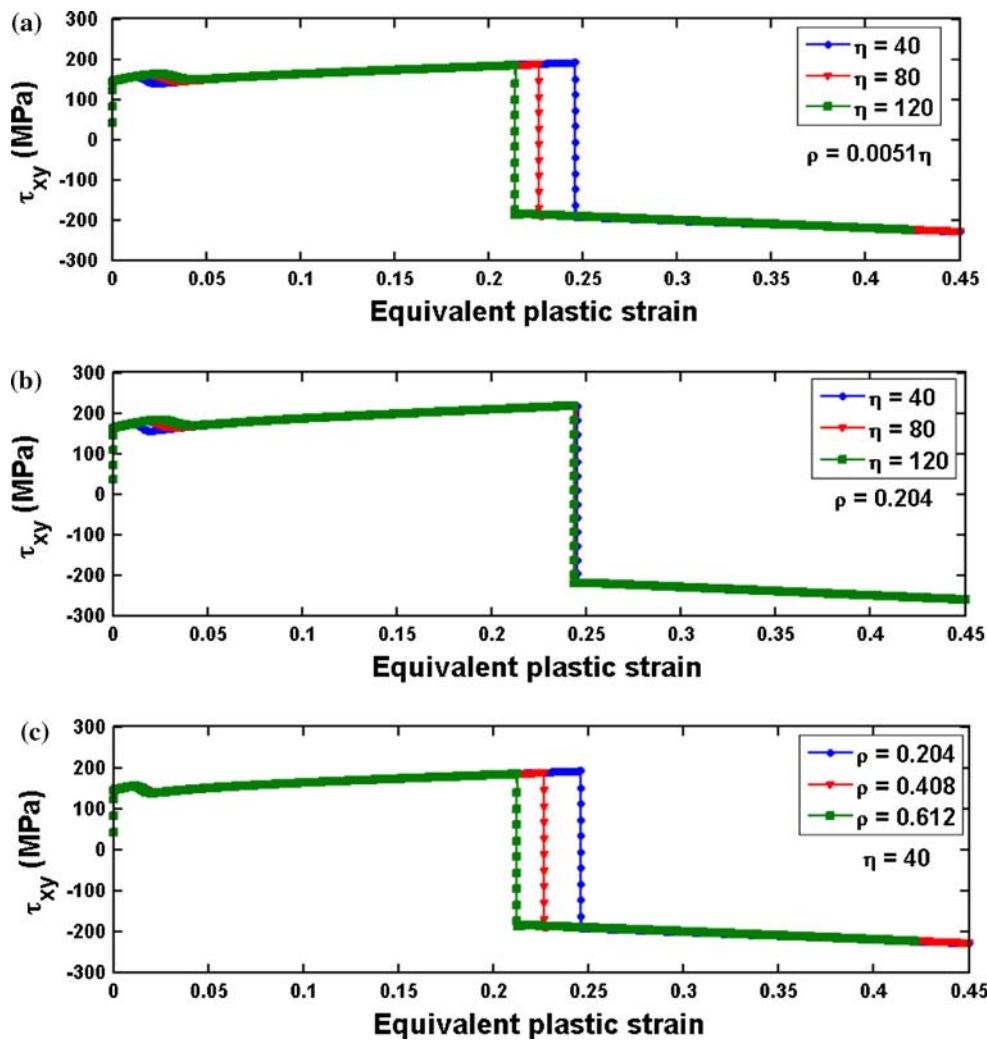 (a)
300
200
100
0
-100
-200
-300
τxy (MPa)
η = 40
η = 80
η = 120
ρ = 0.0051η
0 0.05 0.1 0.15 0.2 0.25 0.3 0.35 0.4 0.45
Equivalent plastic strain
(b)
300
200
100
0
-100
-200
-300
τxy (MPa)
η = 40
η = 80
η = 120
ρ = 0.204
0 0.05 0.1 0.15 0.2 0.25 0.3 0.35 0.4 0.45
Equivalent plastic strain
(c)
300
200
100
0
-100
-200
-300
τxy (MPa)
ρ = 0.204
ρ = 0.408
ρ = 0.612
η = 40
0 0.05 0.1 0.15 0.2 0.25 0.3 0.35 0.4 0.45
Equivalent plastic strain